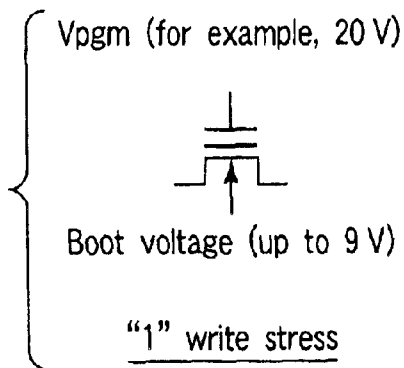 Vpgm (for example, 20 V)
Boot voltage (up to 9 V)
“1” write stress